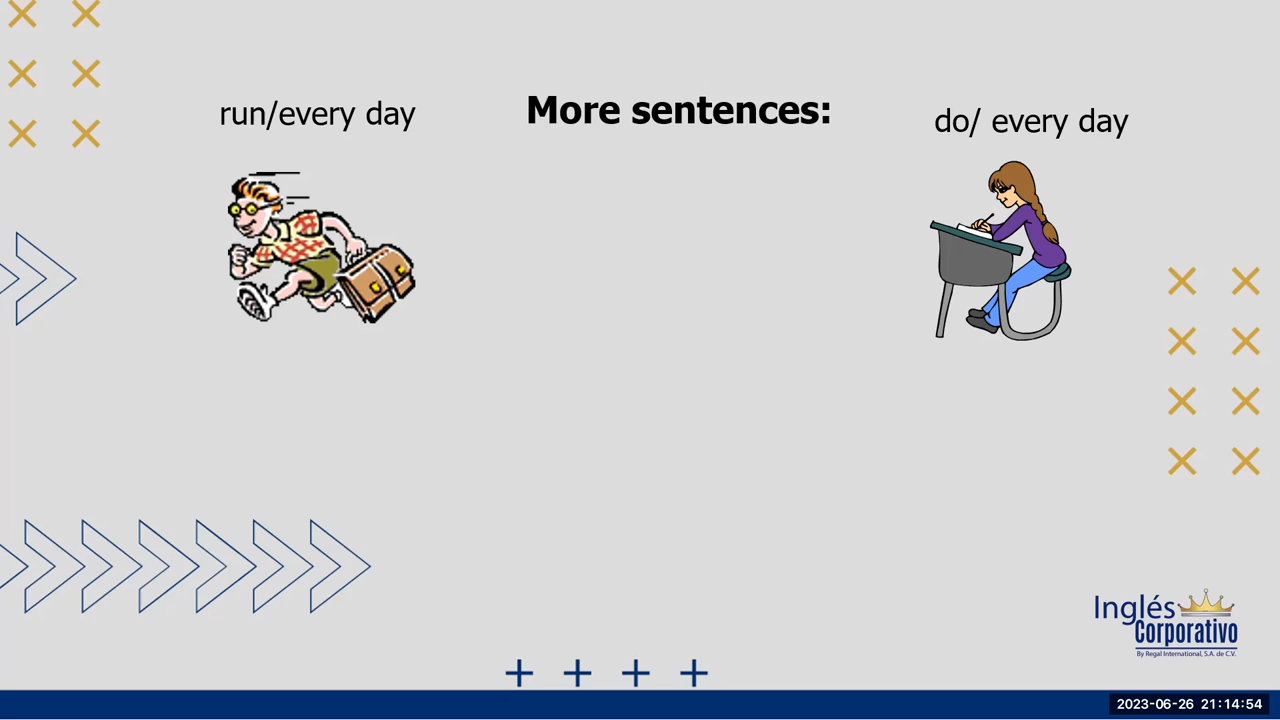 run/every day
More sentences:
do/ every day
Inglés
Corporativo
By Regal International, S.A. de C.V.
2023-06-26 21:14:54